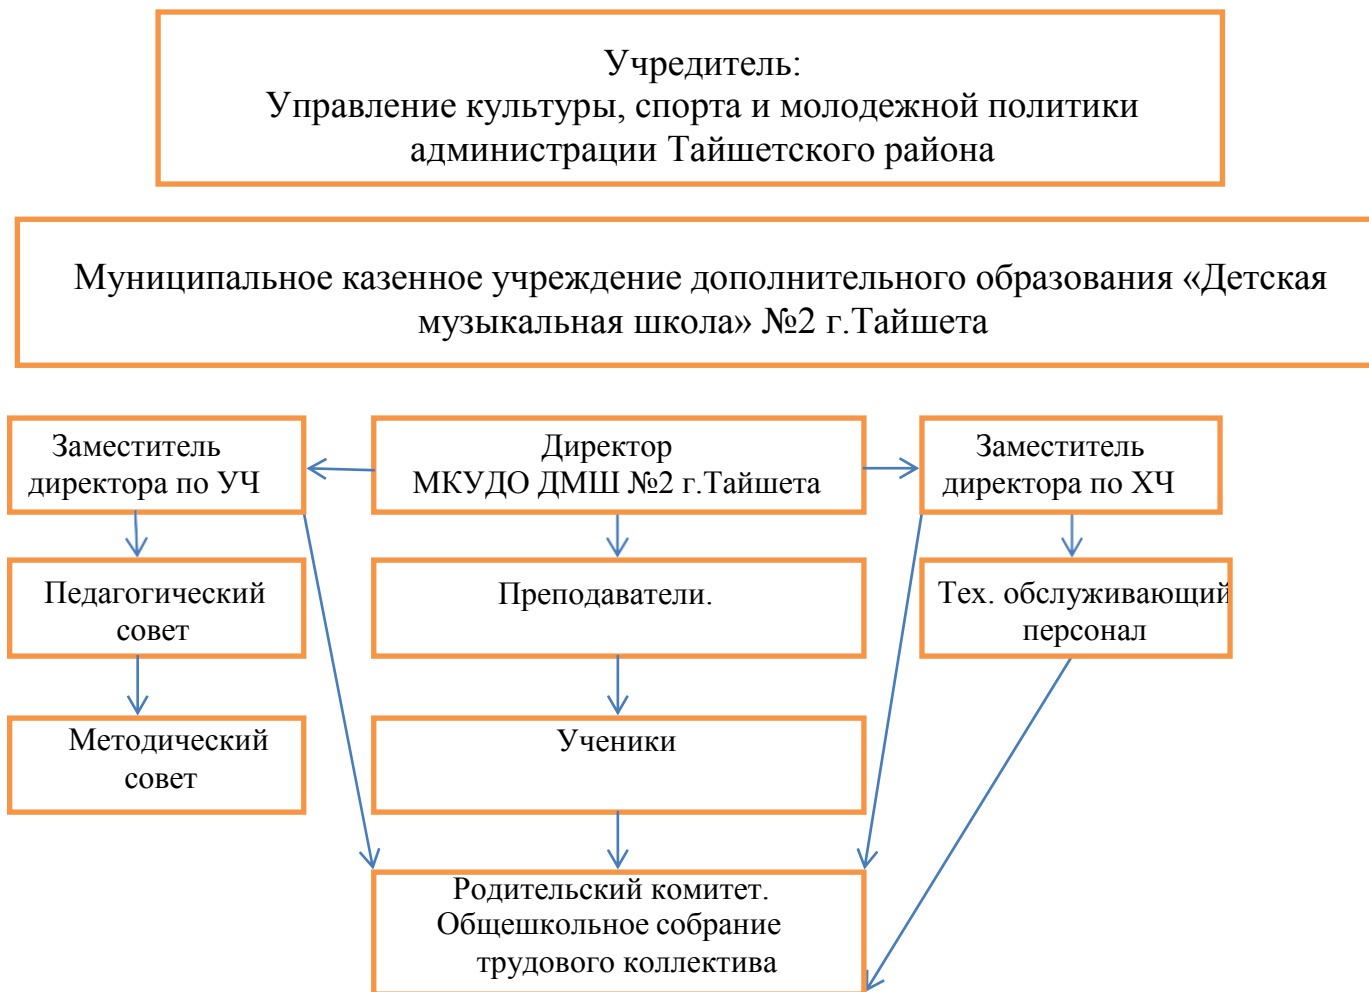 Учредитель:
Управление культуры, спорта и молодежной политики
администрации Тайшетского района
Муниципальное казенное учреждение дополнительного образования «Детская
музыкальная школа» №2 г.Тайшета
Заместитель
директора по УЧ
Директор
МКУДО ДМШ №2 г.Тайшета
Заместитель
директора по ХЧ
Педагогический
совет
Преподаватели.
Тех. обслуживающий
персонал
Методический
совет
Ученики
Родительский комитет.
Общешкольное собрание
трудового коллектива